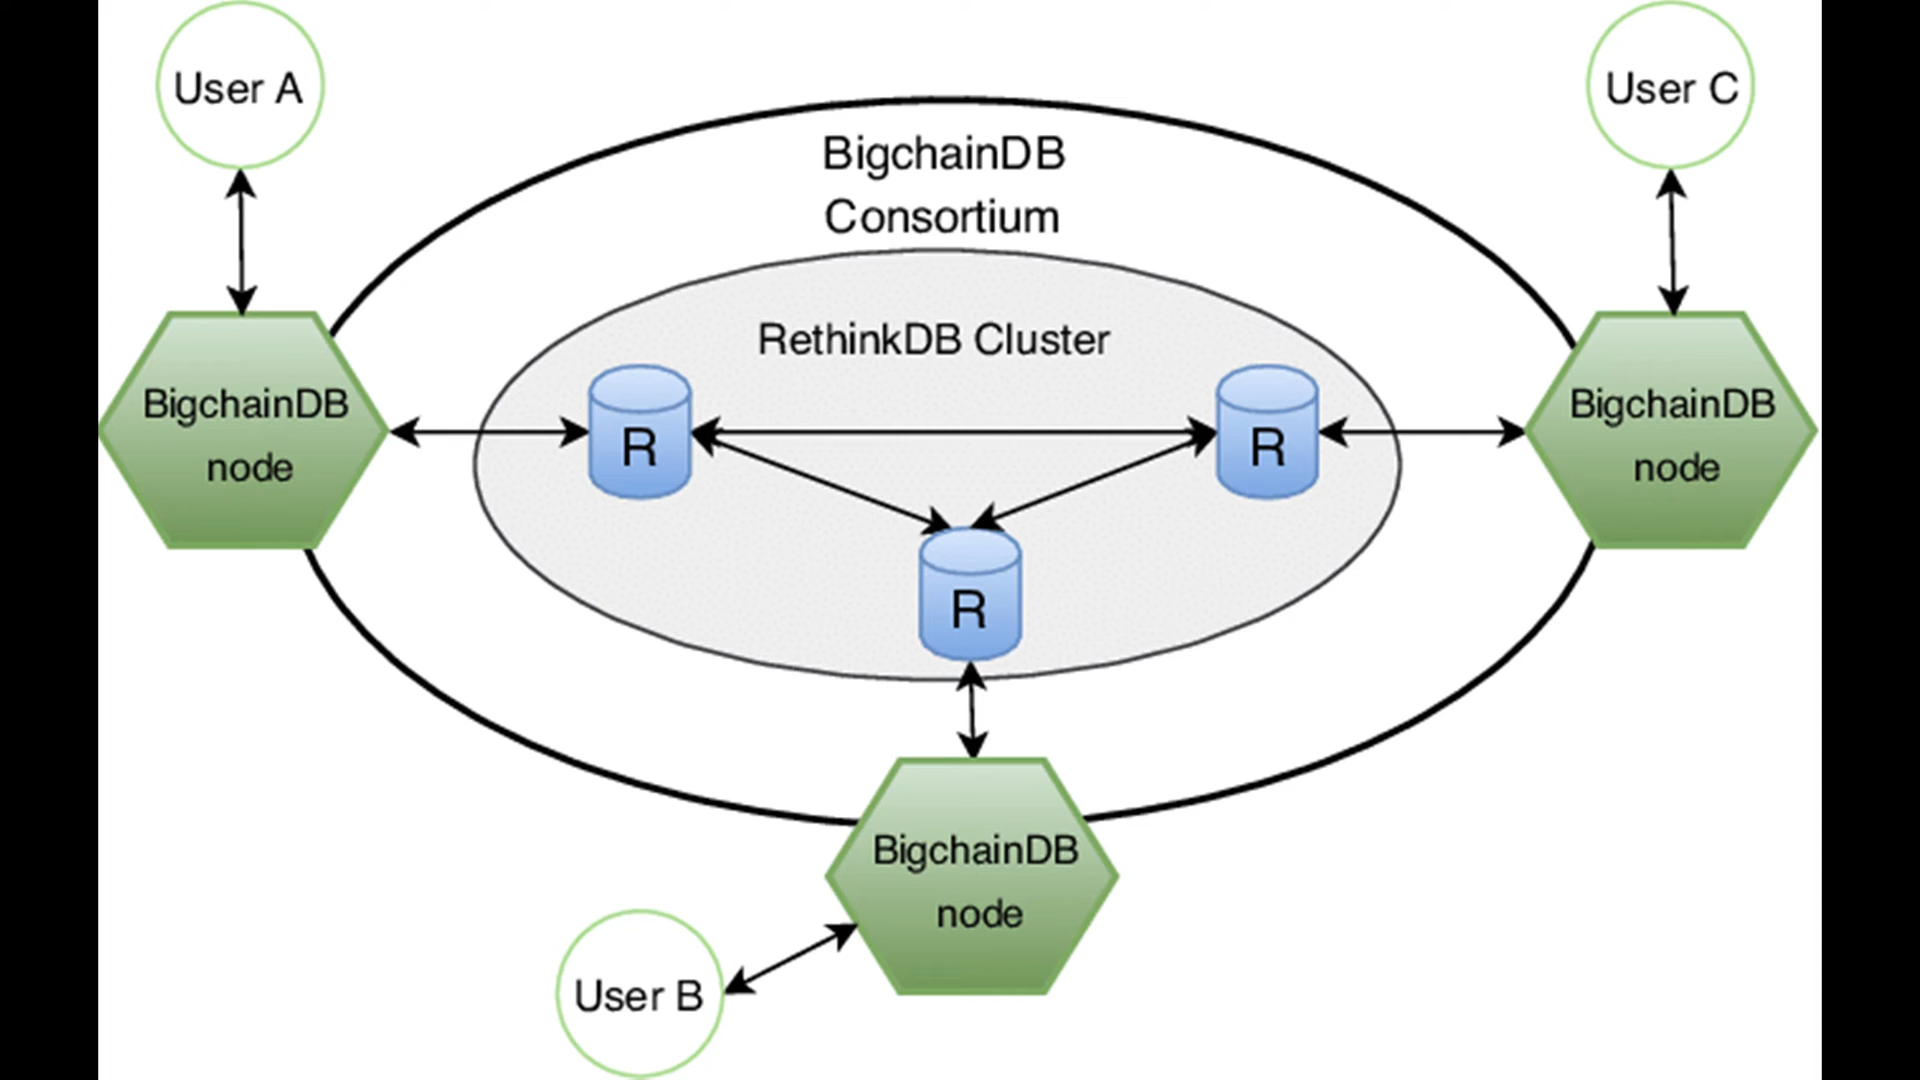 User A
User C
BigchainDB
Consortium
RethinkDB Cluster
BigchainDB
node
R
R
BigchainDB
node
R
BigchainDB
node
User B